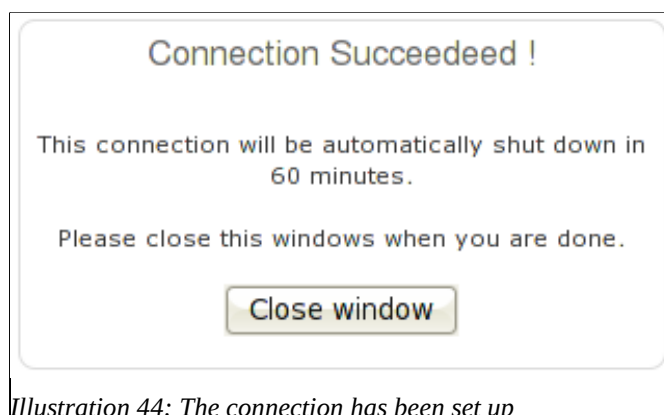 Connection Succeedeed !
This connection will be automatically shut down in
60 minutes.
Please close this windows when you are done.
Close window
Illustration 44: The connection has been set up